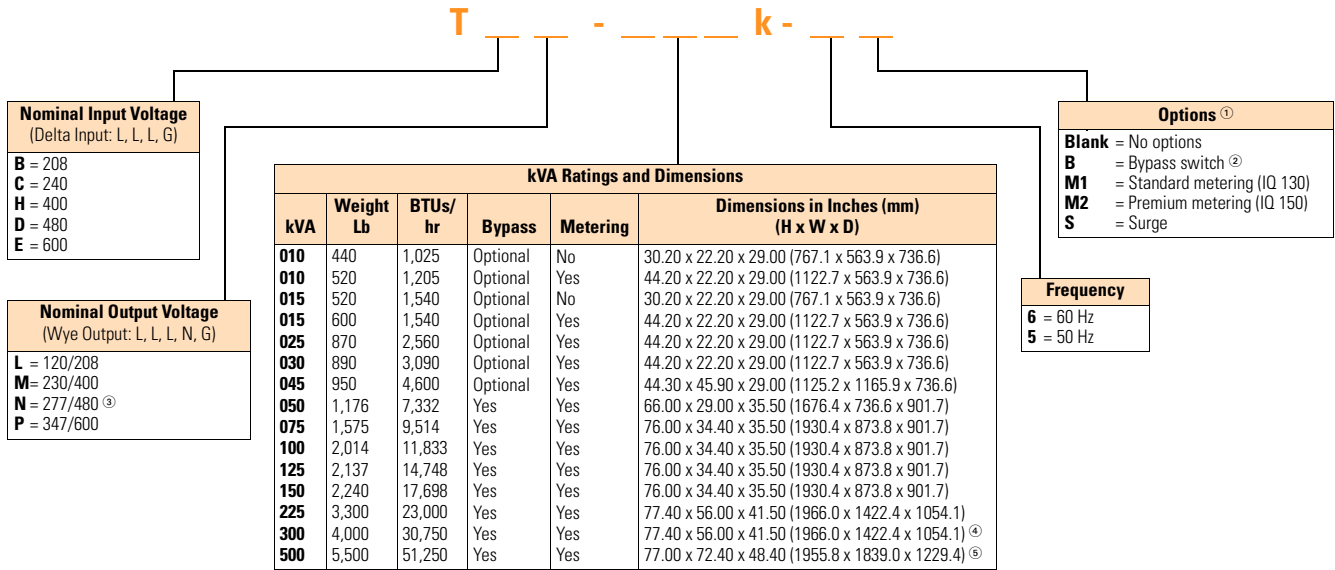 T __ __ - __ __ __ k - __ __
Nominal Input Voltage
(Delta Input: L, L, L, G)
B = 208
C = 240
H = 400
D = 480
E = 600
Nominal Output Voltage
(Wye Output: L, L, L, N, G)
L = 120/208
M= 230/400
N = 277/480 ③
P = 347/600
kVA Ratings and Dimensions
kVA Weight Lb BTUs/hr Bypass Metering Dimensions in Inches (mm) (H x W x D)
010 440 1,025 Optional No 30.20 x 22.20 x 29.00 (767.1 x 563.9 x 736.6)
010 520 1,205 Optional Yes 44.20 x 22.20 x 29.00 (1122.7 x 563.9 x 736.6)
015 520 1,540 Optional No 30.20 x 22.20 x 29.00 (767.1 x 563.9 x 736.6)
015 600 1,540 Optional Yes 44.20 x 22.20 x 29.00 (1122.7 x 563.9 x 736.6)
025 870 2,560 Optional Yes 44.20 x 22.20 x 29.00 (1122.7 x 563.9 x 736.6)
030 890 3,090 Optional Yes 44.20 x 22.20 x 29.00 (1122.7 x 563.9 x 736.6)
045 950 4,600 Optional Yes 44.30 x 45.90 x 29.00 (1125.2 x 1165.9 x 736.6)
050 1,176 7,332 Yes Yes 66.00 x 29.00 x 35.50 (1676.4 x 736.6 x 901.7)
075 1,575 9,514 Yes Yes 76.00 x 34.40 x 35.50 (1930.4 x 873.8 x 901.7)
100 2,014 11,833 Yes Yes 76.00 x 34.40 x 35.50 (1930.4 x 873.8 x 901.7)
125 2,137 14,748 Yes Yes 76.00 x 34.40 x 35.50 (1930.4 x 873.8 x 901.7)
150 2,240 17,698 Yes Yes 76.00 x 34.40 x 35.50 (1930.4 x 873.8 x 901.7)
225 3,300 23,000 Yes Yes 77.40 x 56.00 x 41.50 (1966.0 x 1422.4 x 1054.1)
300 4,000 30,750 Yes Yes 77.40 x 56.00 x 41.50 (1966.0 x 1422.4 x 1054.1) ④
500 5,500 51,250 Yes Yes 77.00 x 72.40 x 48.40 (1955.8 x 1839.0 x 1229.4) ⑤
Options ①
Blank = No options
B = Bypass switch ②
M1 = Standard metering (IQ 130)
M2 = Premium metering (IQ 150)
S = Surge
Frequency
6 = 60 Hz
5 = 50 Hz